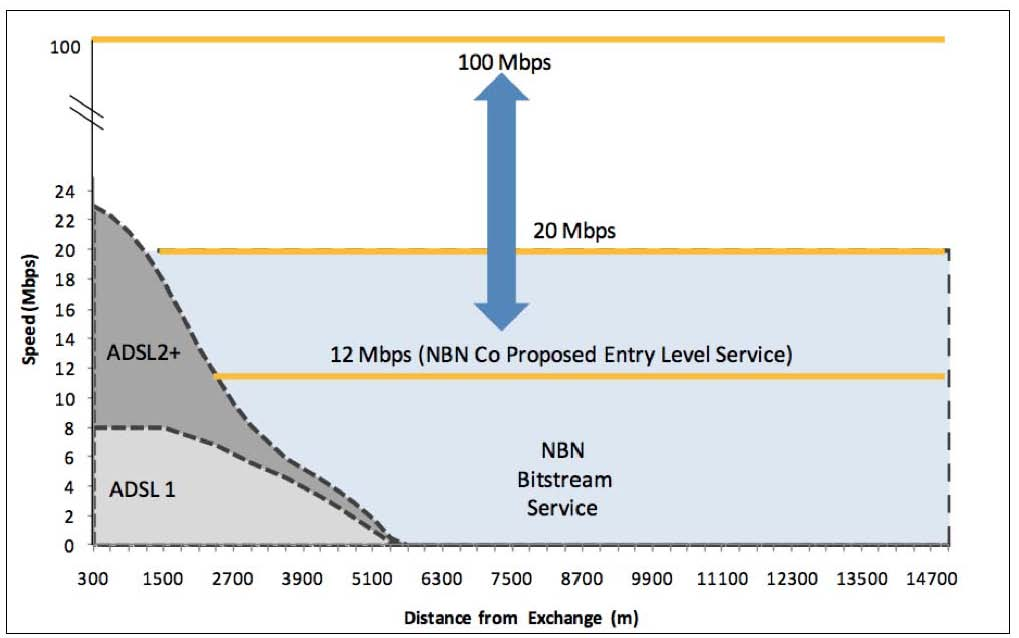 100
100 Mbps
24
22
20
18
16
14
12
10
8
6
4
2
0
Speed (Mbps)
20 Mbps
ADSL2+
12 Mbps (NBN Co Proposed Entry Level Service)
ADSL 1
NBN
Bitstream
Service
300 1500 2700 3900 5100 6300 7500 8700 9900 11100 12300 13500 14700
Distance from Exchange (m)